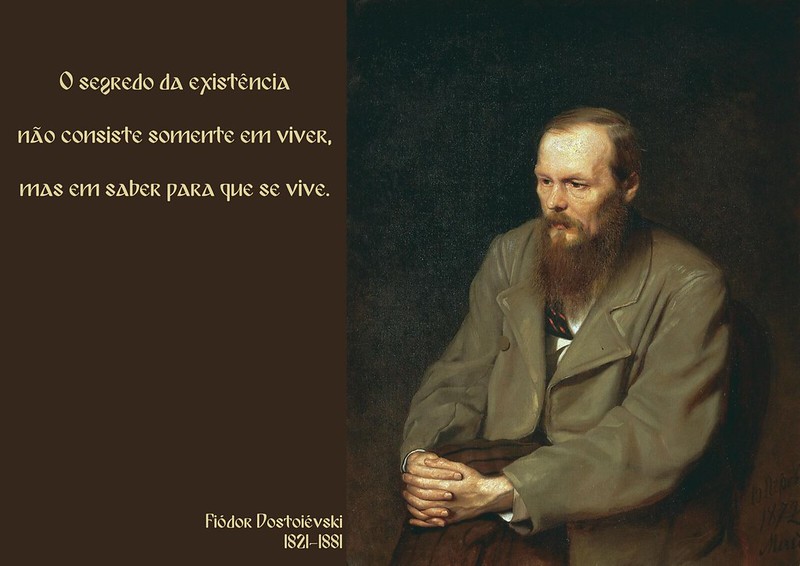 O segredo da existência
não consiste somente em viver,
mas em saber para que se vive.
Fiódor Dostoiévski
1821-1881
1872